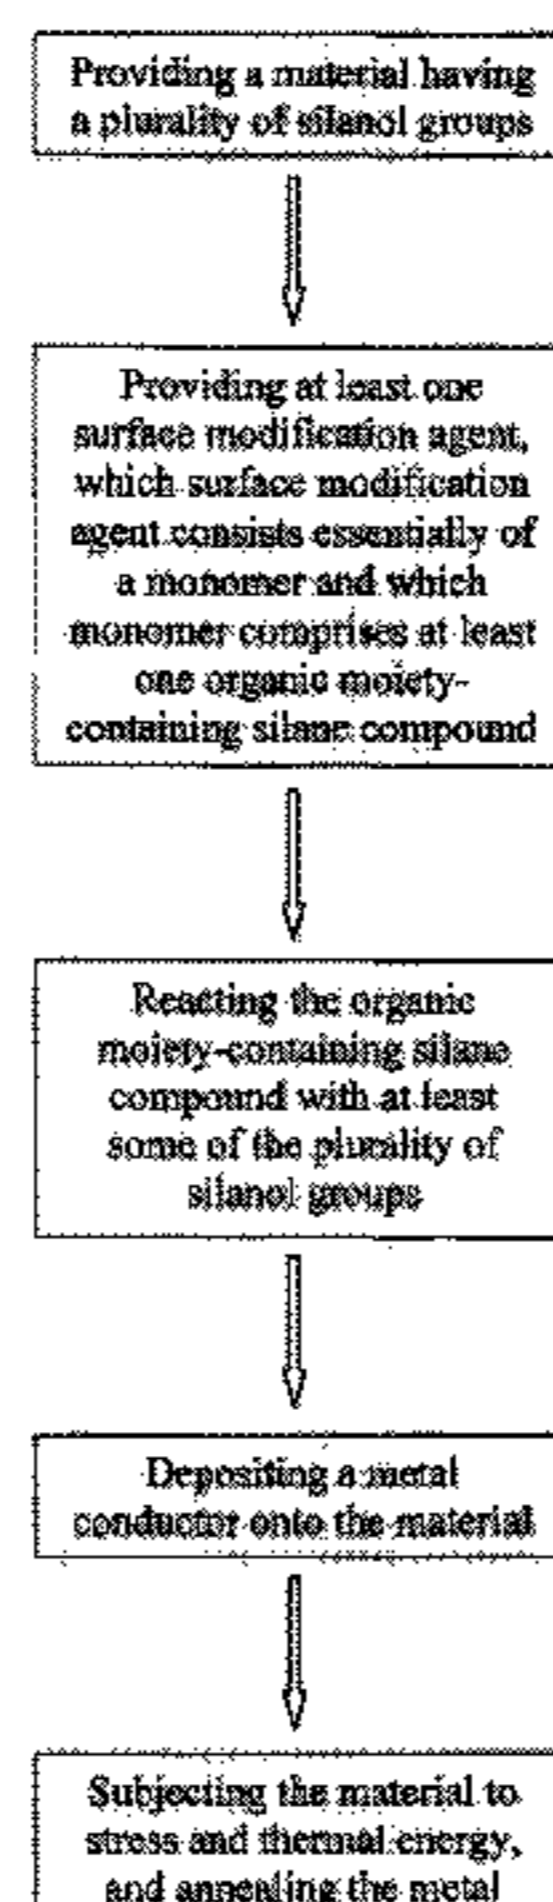 Providing a material having
a plurality of silanol groups
Providing at least one
surface modification agent,
which surface modification
agent consists essentially of
a monomer and which
monomer comprises at least
one organic moiety-
containing silane compound
Reacting the organic
moiety-containing silane
compound with at least
some of the plurality of
silanol groups
Depositing a metal
conductor onto the material
Subjecting the material to
stress and thermal energy,
and annealing the metal